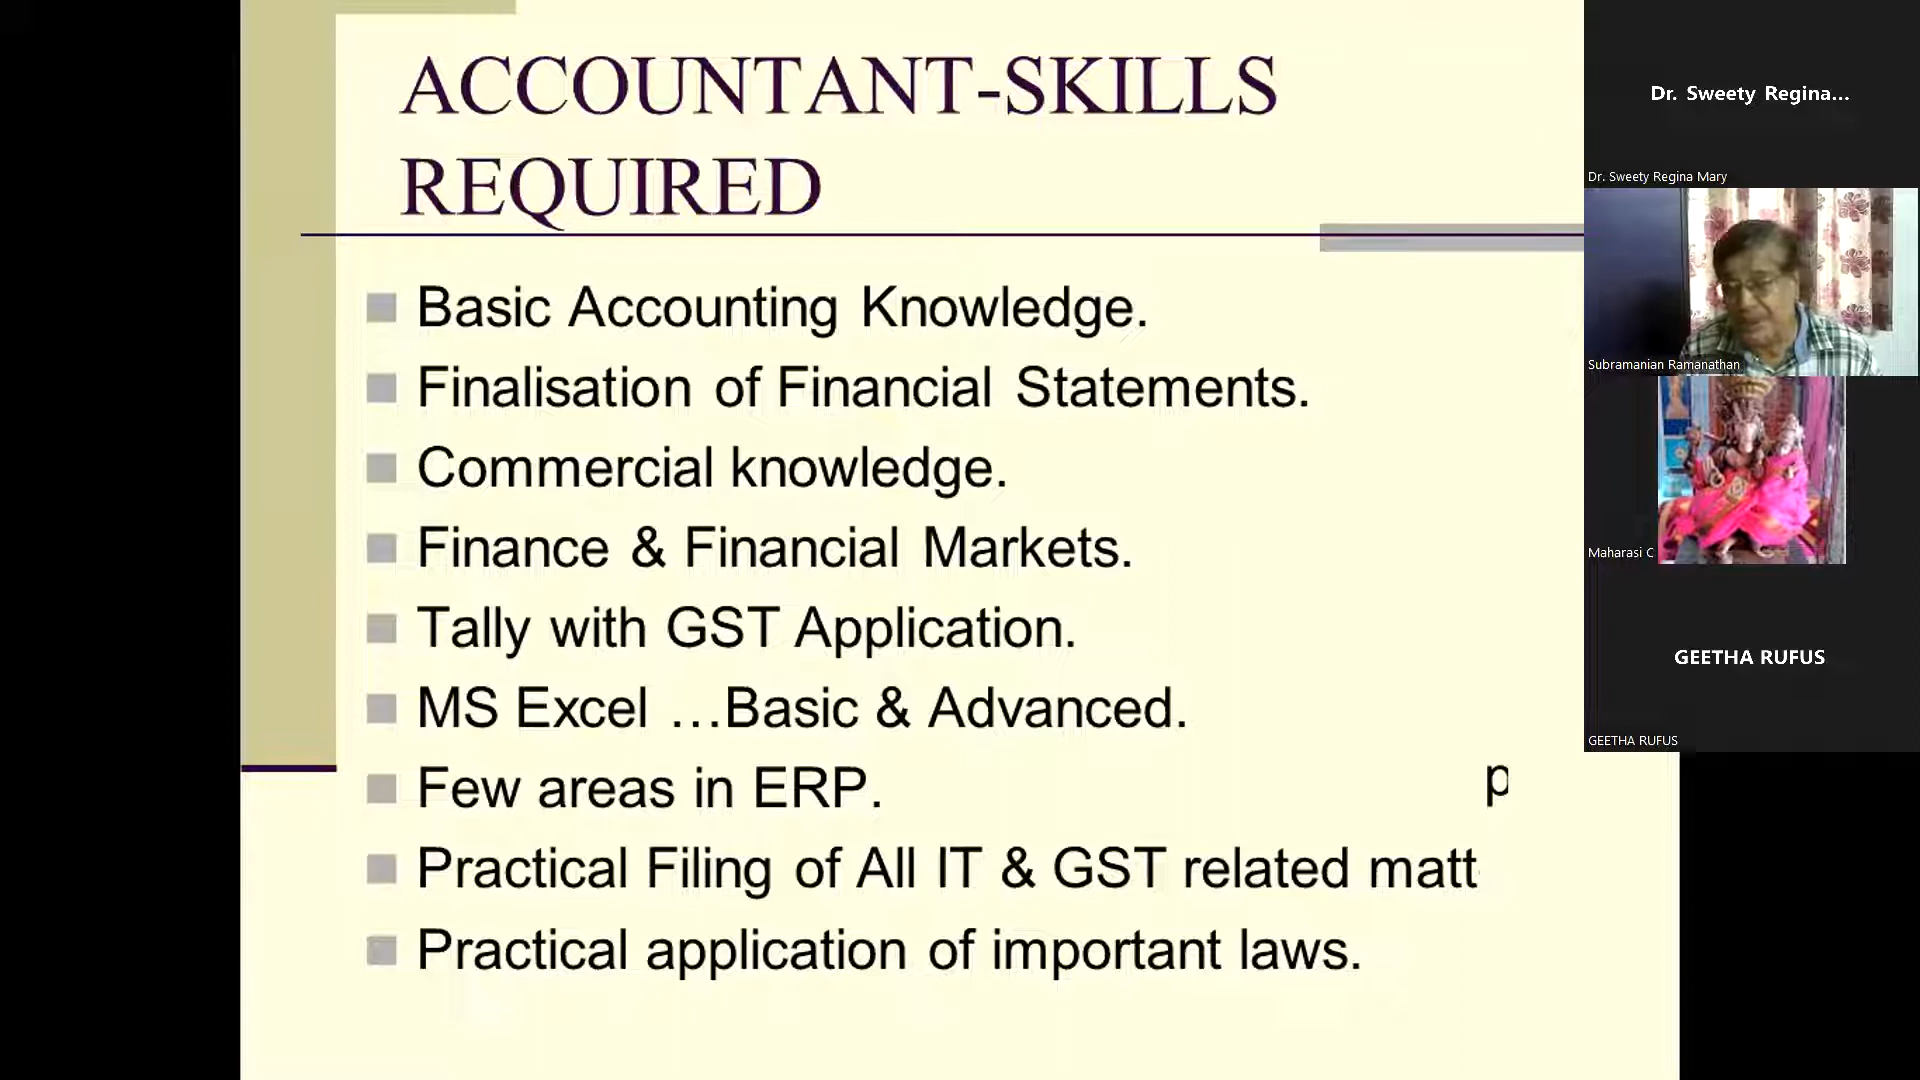 ACCOUNTANT-SKILLS
REQUIRED
Basic Accounting Knowledge.
Finalisation of Financial Statements.
Commercial knowledge.
Finance & Financial Markets.
Tally with GST Application.
MS Excel …Basic & Advanced.
Few areas in ERP.
p
Practical Filing of All IT & GST related matt
Practical application of important laws.
Dr. Sweety Regina...
Dr. Sweety Regina Mary
Subramanian Ramanathan
Maharasi C
GEETHA RUFUS
GEETHA RUFUS